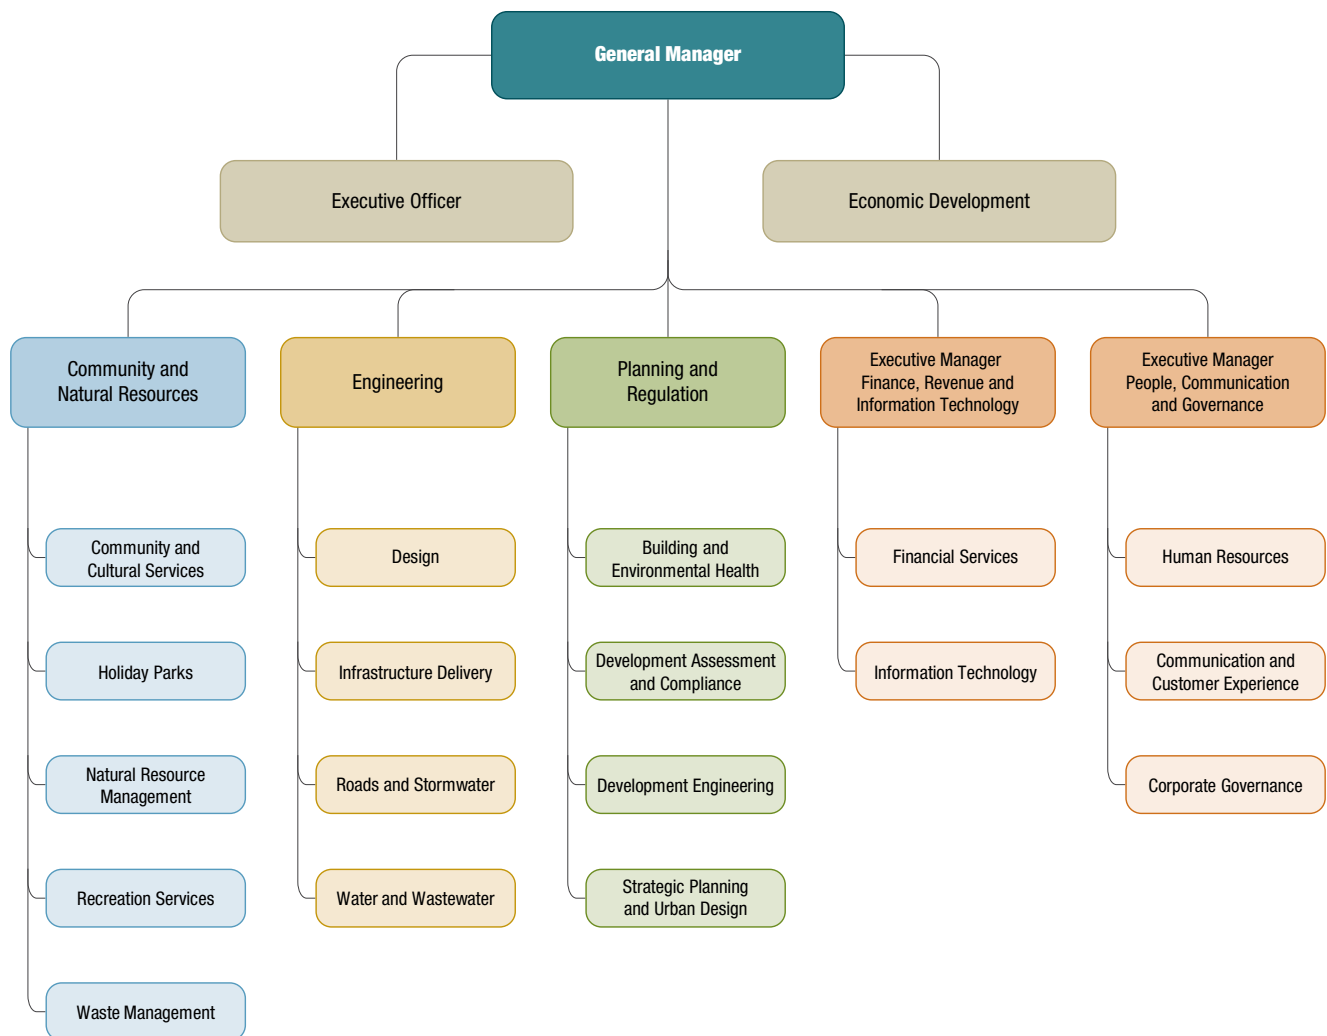 General Manager
Executive Officer
Economic Development
Community and
Natural Resources
Engineering
Planning and
Regulation
Executive Manager
Finance, Revenue and
Information Technology
Executive Manager
People, Communication
and Governance
Community and
Cultural Services
Design
Building and
Environmental Health
Financial Services
Human Resources
Holiday Parks
Infrastructure Delivery
Development Assessment
and Compliance
Information Technology
Communication and
Customer Experience
Natural Resource
Management
Roads and Stormwater
Development Engineering
Corporate Governance
Recreation Services
Water and Wastewater
Strategic Planning
and Urban Design
Waste Management